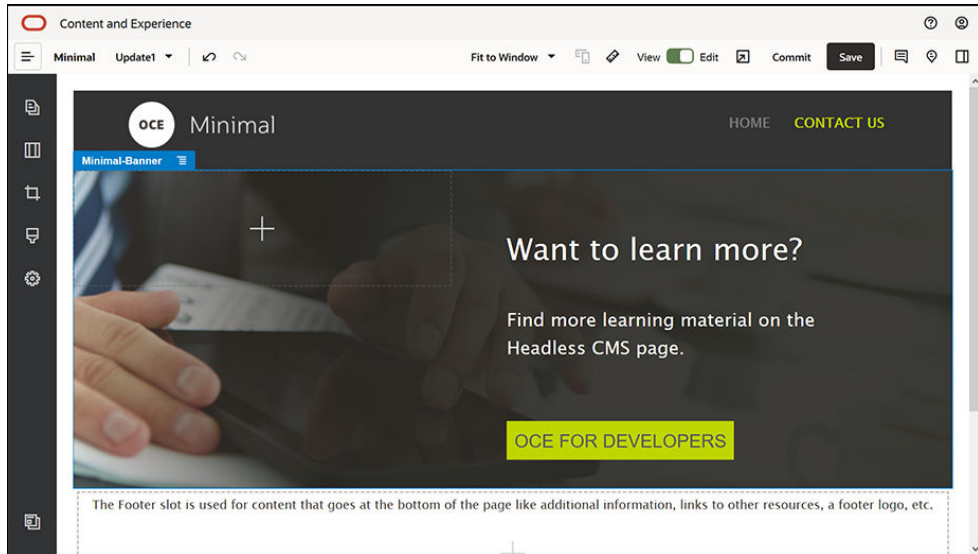 Content and Experience
Minimal Update1 Fit to Window View Edit Commit Save
OCE Minimal HOME CONTACT US
Minimal-Banner
Want to learn more?
Find more learning material on the
Headless CMS page.
OCE FOR DEVELOPERS
The Footer slot is used for content that goes at the bottom of the page like additional information, links to other resources, a footer logo, etc.